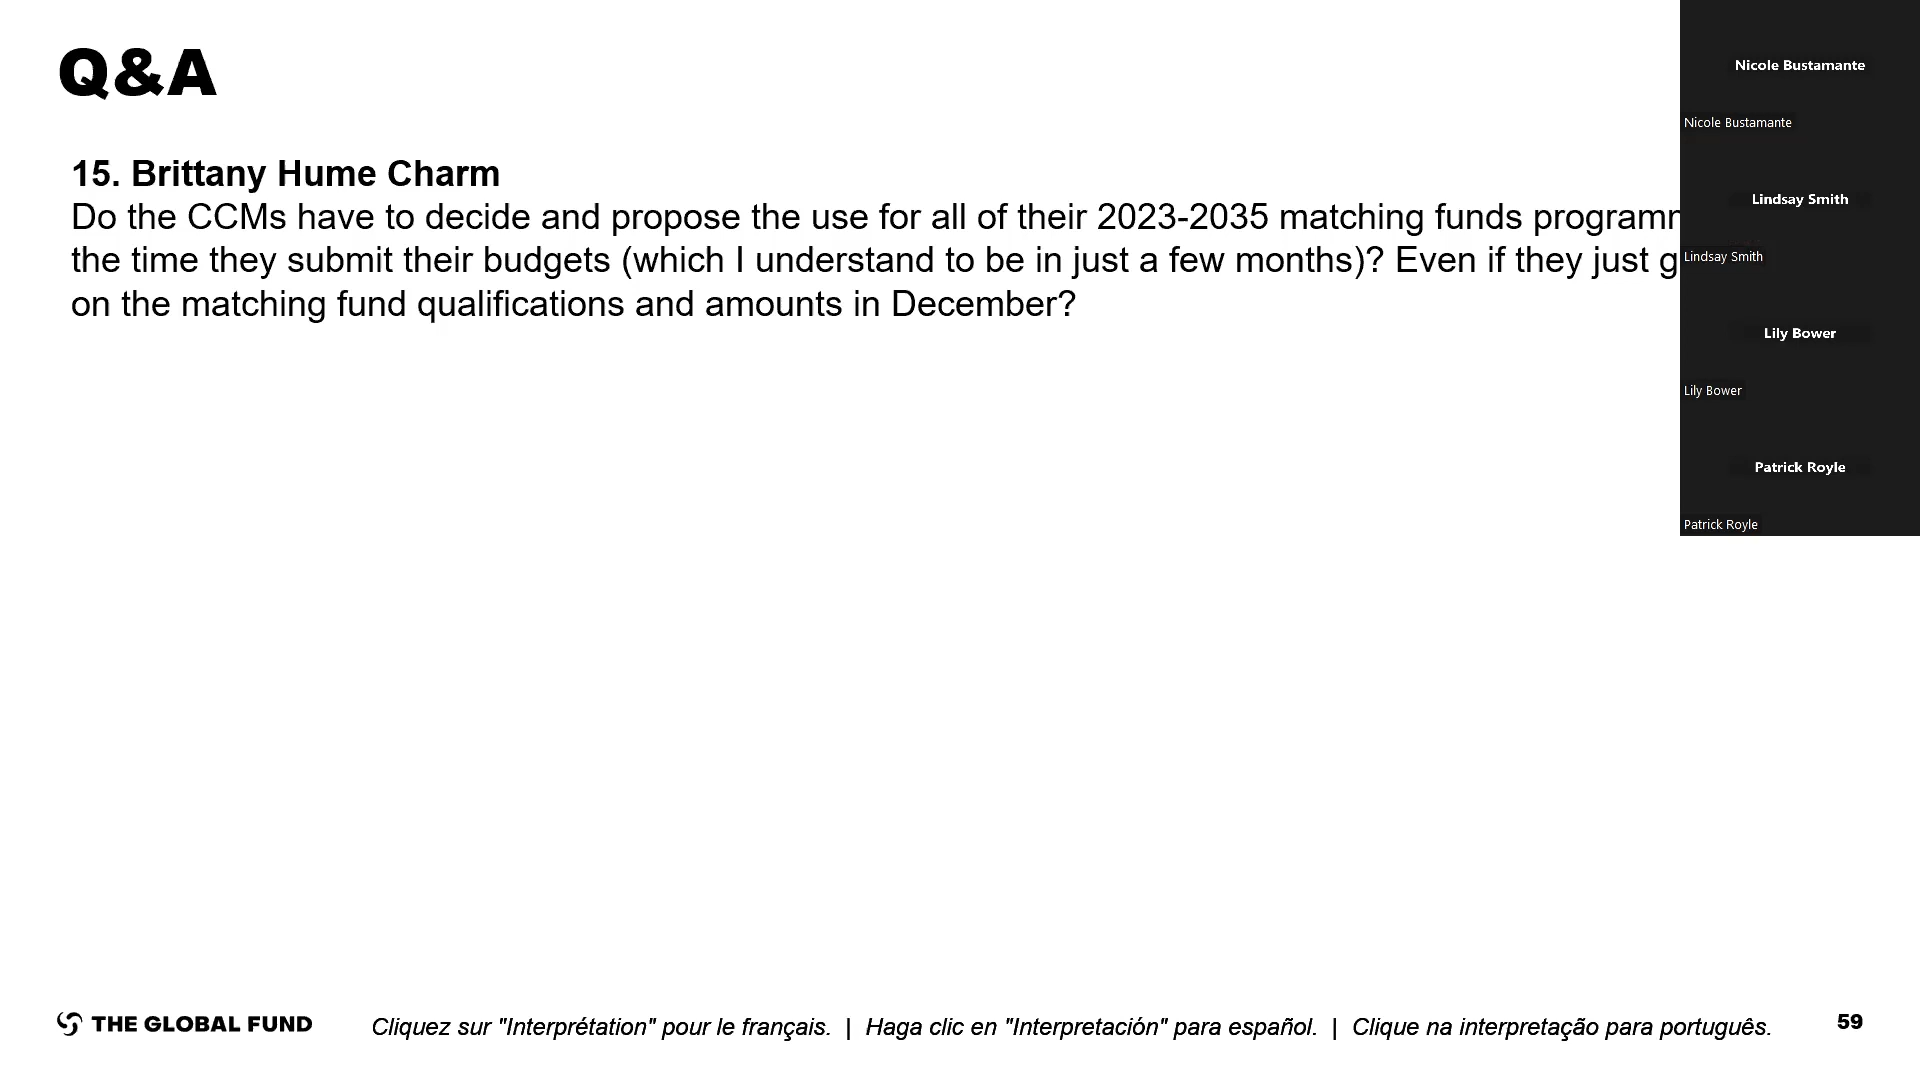 Q&A
15. Brittany Hume Charm
Do the CCMs have to decide and propose the use for all of their 2023-2035 matching funds
the time they submit their budgets (which I understand to be in just a few months)? Even if they just
on the matching fund qualifications and amounts in December?
Nicole Bustamante
Nicole Bustamante
Lindsay Smith
Lindsay Smith
Lily Bower
Lily Bower
Patrick Royle
Patrick Royle
THE GLOBAL FUND
Cliquez sur "Interprétation" pour le français. | Haga clic en "Interpretación" para español. | Clique na interpretação para português.
59